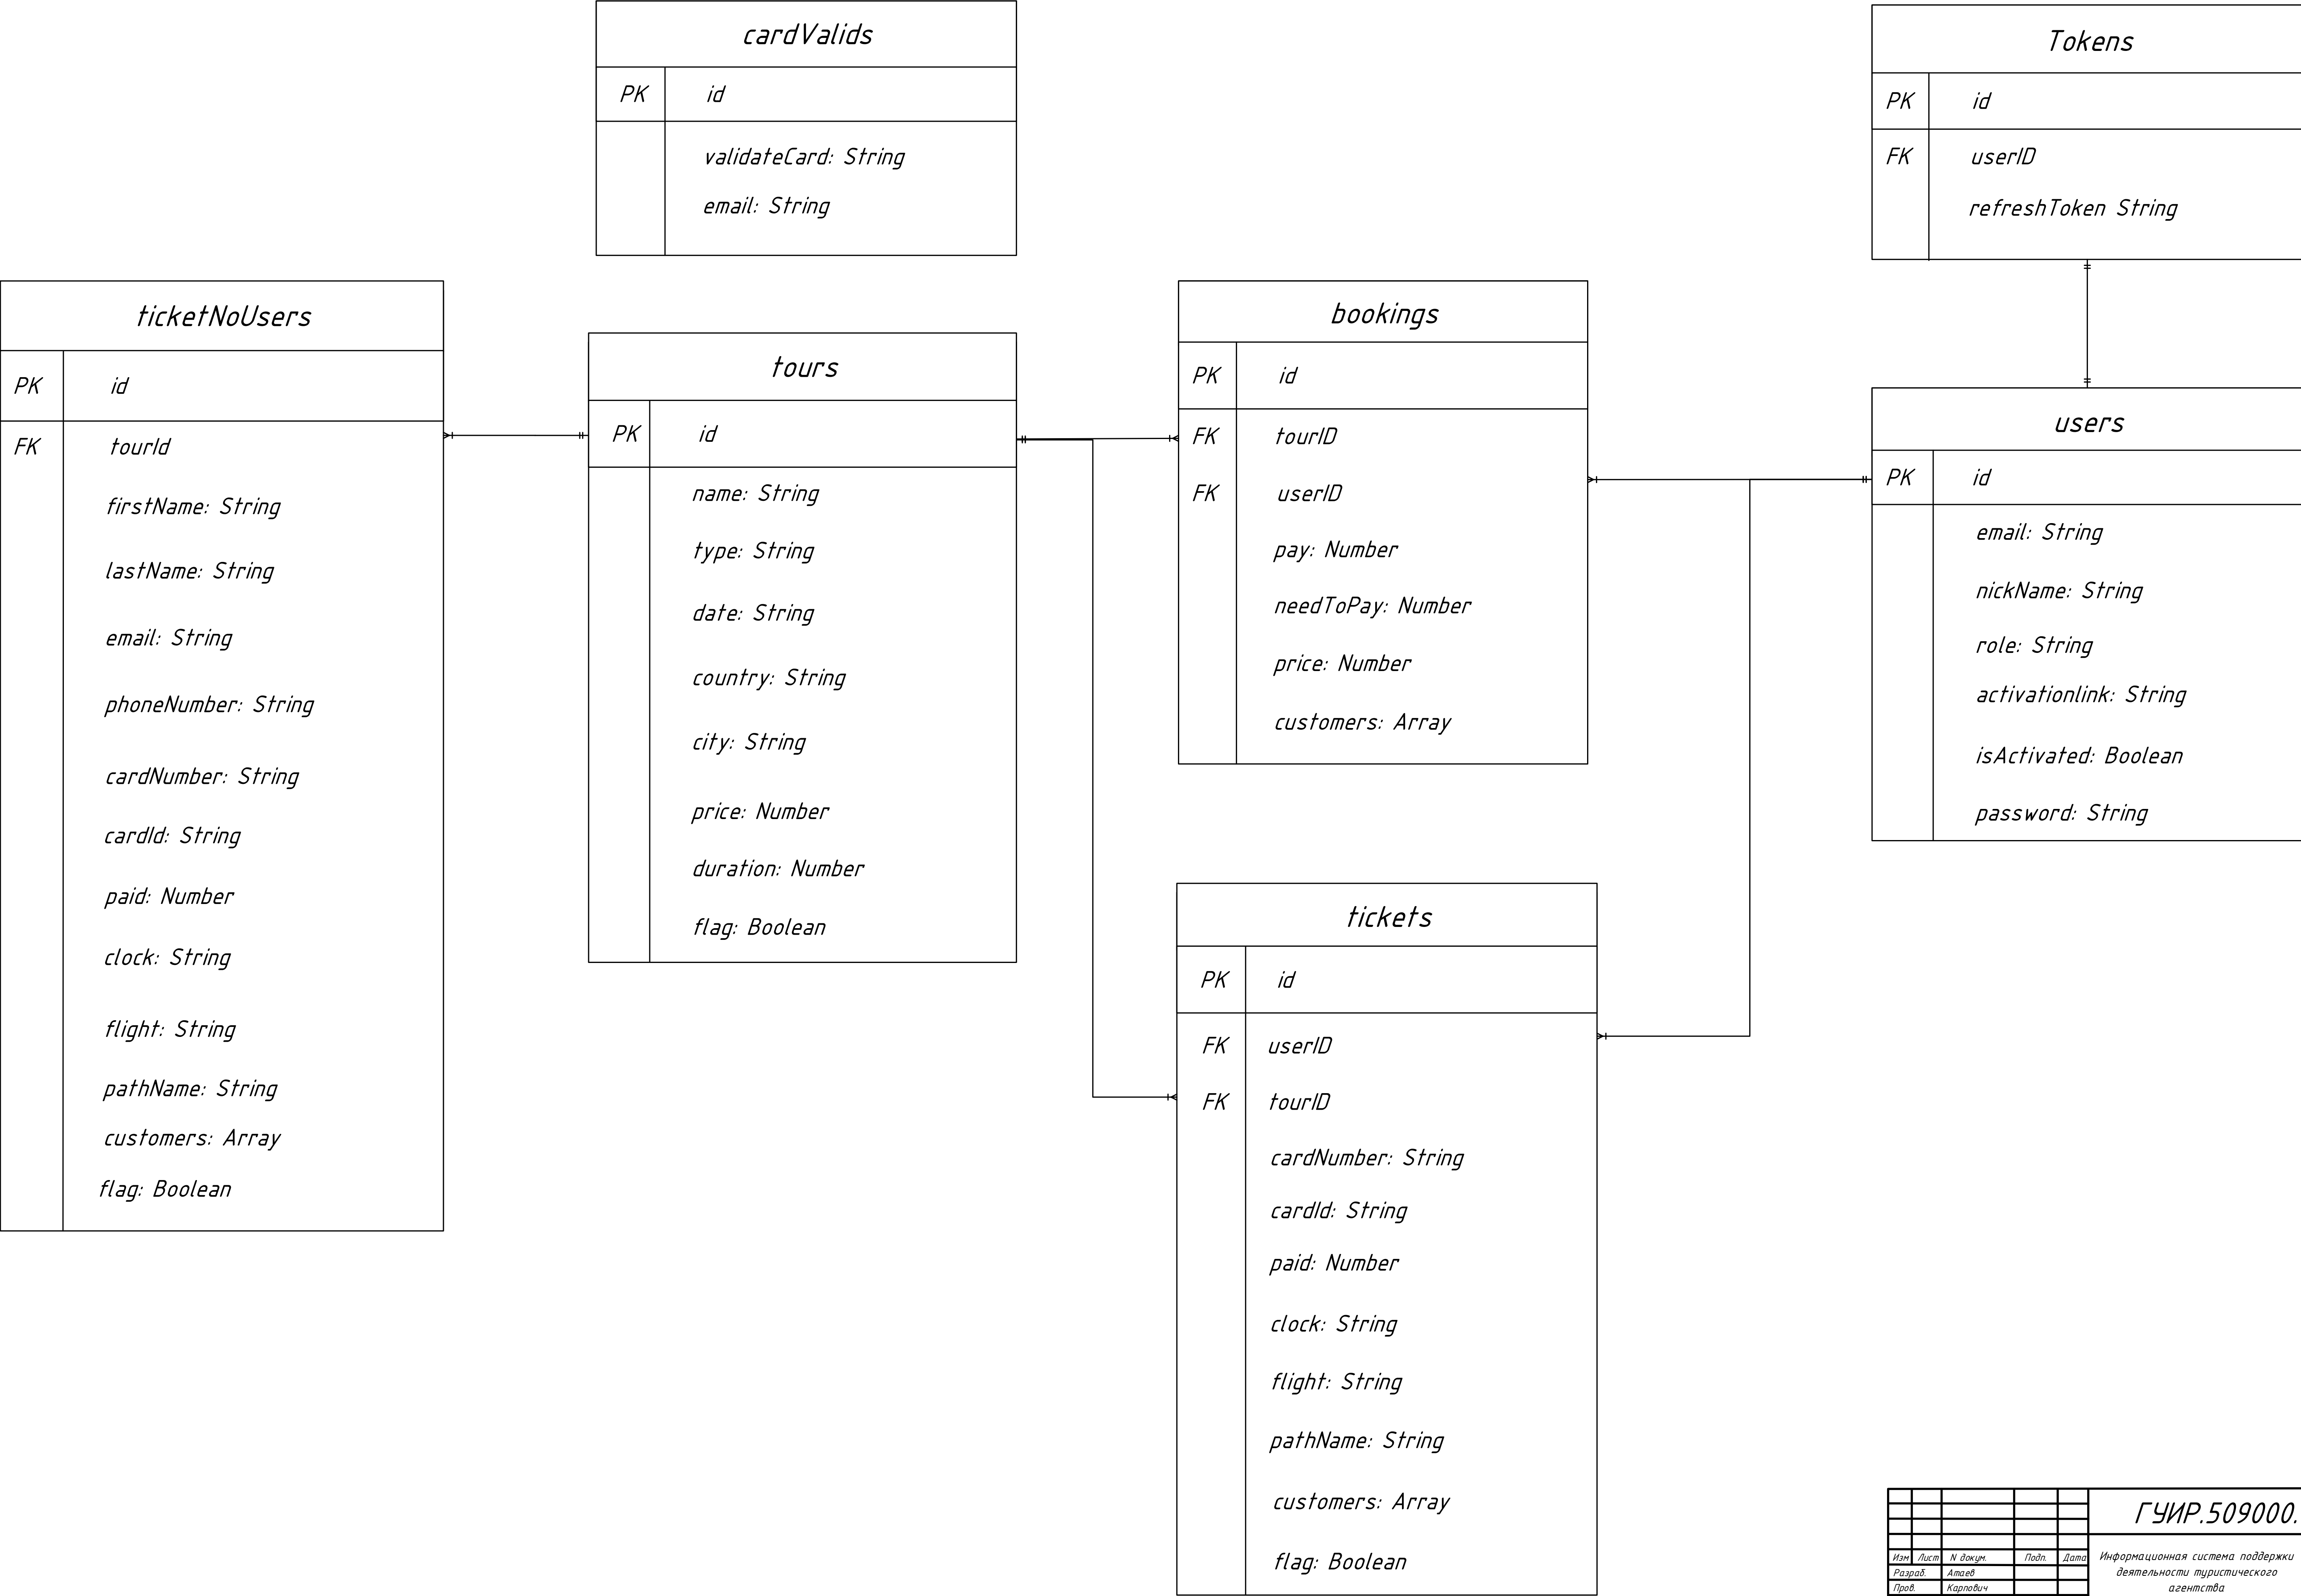 cardValids
PK id
validateCard: String
email: String
Tokens
PK id
FK userID
refreshToken String
ticketNoUsers
PK id
FK tourId
firstName: String
lastName: String
email: String
phoneNumber: String
cardNumber: String
cardId: String
paid: Number
clock: String
flight: String
pathName: String
customers: Array
flag: Boolean
tours
PK id
name: String
type: String
date: String
country: String
city: String
price: Number
duration: Number
flag: Boolean
bookings
PK id
FK tourID
FK userID
pay: Number
needToPay: Number
price: Number
customers: Array
users
PK id
email: String
nickName: String
role: String
activationlink: String
isActivated: Boolean
password: String
tickets
PK id
FK userID
FK tourID
cardNumber: String
cardId: String
paid: Number
clock: String
flight: String
pathName: String
customers: Array
flag: Boolean
ГУИР.509000.
Изм Лист N докум. Подп. Дата
Разраб. Атаев
Пров. Карпович
Информационная система поддержки
деятельности туристического
агентства